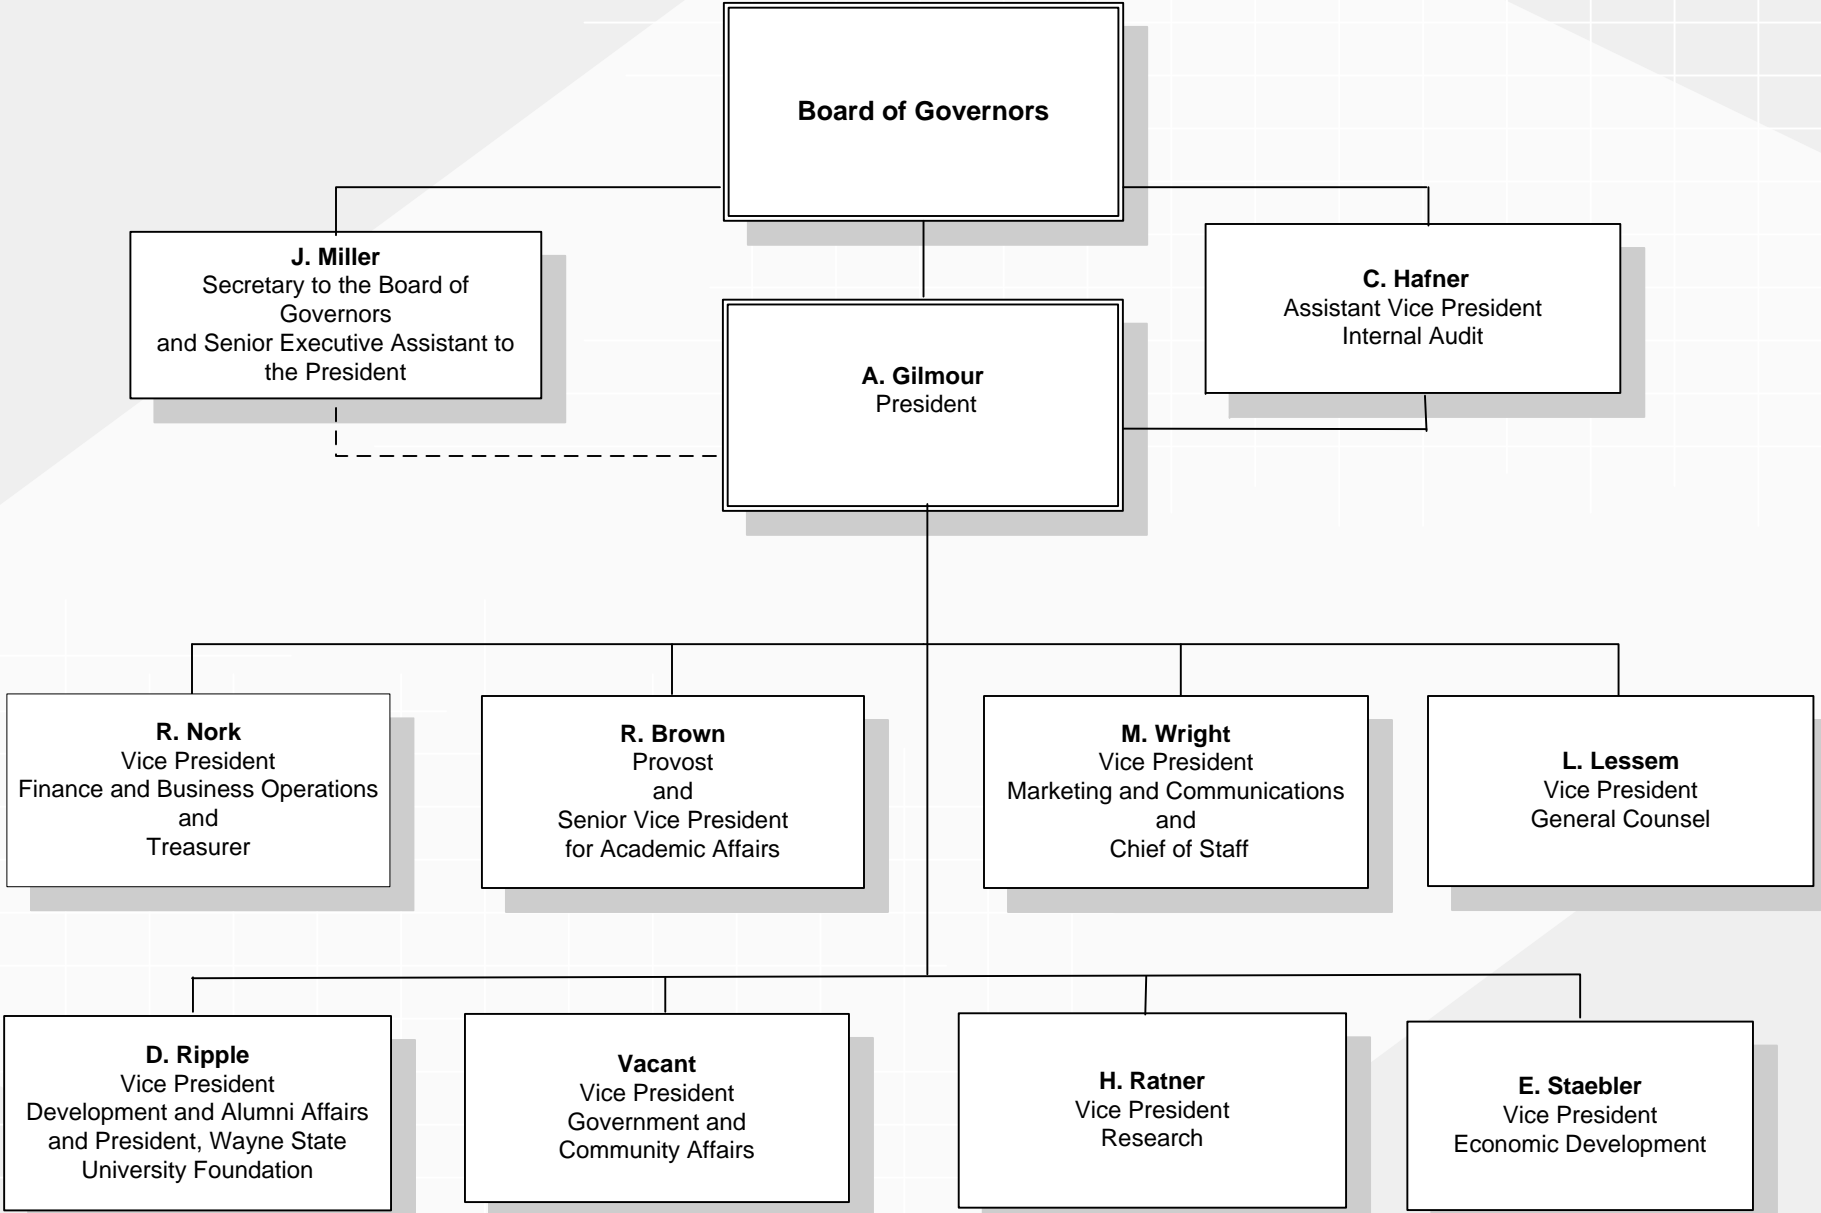 Board of Governors
J. Miller
Secretary to the Board of
Governors
and Senior Executive Assistant to
the President
C. Hafner
Assistant Vice President
Internal Audit
A. Gilmour
President
R. Nork
Vice President
Finance and Business Operations
and
Treasurer
R. Brown
Provost
and
Senior Vice President
for Academic Affairs
M. Wright
Vice President
Marketing and Communications
and
Chief of Staff
L. Lessem
Vice President
General Counsel
D. Ripple
Vice President
Development and Alumni Affairs
and President, Wayne State
University Foundation
Vacant
Vice President
Government and
Community Affairs
H. Ratner
Vice President
Research
E. Staebler
Vice President
Economic Development